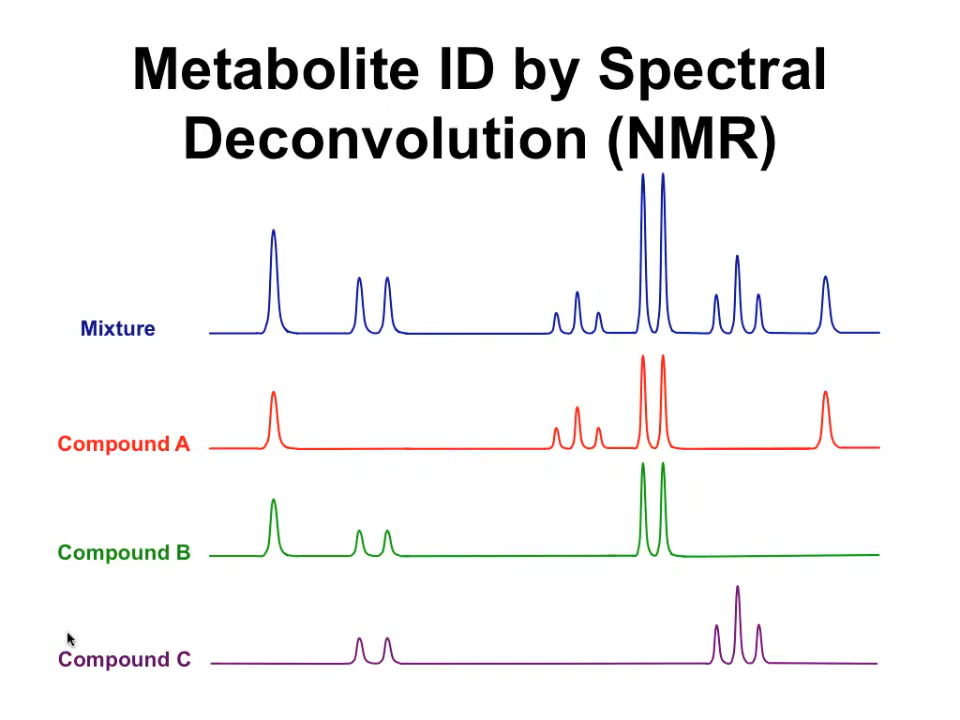 Metabolite ID by Spectral
Deconvolution (NMR)
Mixture
Compound A
Compound B
Compound C